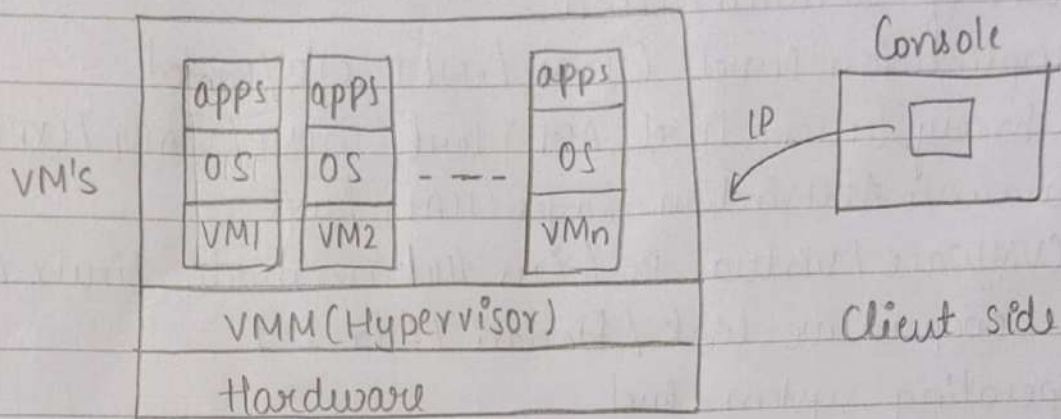 Console
apps apps apps
IP
OS OS ---- OS
VM's
VM1 VM2 VMn
VMM (Hypervisor)
Client side
Hardware